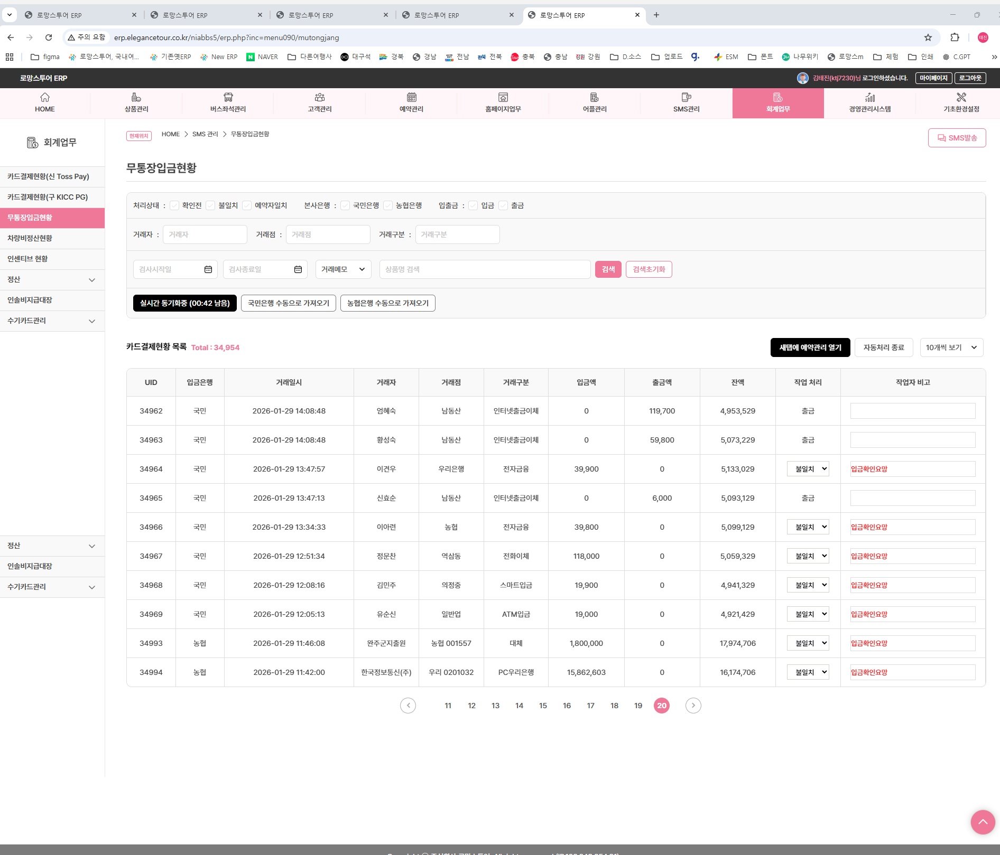 로망스투어 ERP
로망스투어 ERP
로망스투어 ERP
로망스투어 ERP
로망스투어 ERP
주의 요함
erp.elegancetour.co.kr/niabbs5/erp.php?inc=menu090/mutongjang
태진
figma
로망스투어, 국내여...
기존옛ERP
New ERP
NAVER
다른여행사
대구석
경북
경남
전남
전북
충북
충남
강원
D.소스
업로드
g.
ESM
폰트
나무위키
로망스m
체험
인쇄
C.GPT
로망스투어 ERP
김태진(ktj7230)님 로그인하셨습니다.
마이페이지
로그아웃
HOME
상품관리
버스좌석관리
고객관리
예약관리
홈페이지업무
어플관리
SMS관리
회계업무
경영관리시스템
기초환경설정
회계업무
카드결제현황(신 Toss Pay)
카드결제현황(구 KICC PG)
무통장입금현황
차량비정산현황
인센티브 현황
정산
인솔비지급대장
수기카드관리
정산
인솔비지급대장
수기카드관리
현재위치 HOME > SMS 관리 > 무통장입금현황
SMS발송
무통장입금현황
처리상태 : 확인전 불일치 예약자일치 본사은행 : 국민은행 농협은행 입출금 : 입금 출금
거래자 : 거래자 거래점 : 거래점 거래구분 : 거래구분
검사시작일 검사종료일 거래메모 상품명 검색 검색 검색초기화
실시간 동기화중 (00:42 남음) 국민은행 수동으로 가져오기 농협은행 수동으로 가져오기
카드결제현황 목록 Total : 34,954
새탭에 예약관리 열기 자동처리 종료 10개씩 보기
UID 입금은행 거래일시 거래자 거래점 거래구분 입금액 출금액 잔액 작업 처리 작업자 비고
34962 국민 2026-01-29 14:08:48 엄혜숙 남동산 인터넷출금이체 0 119,700 4,953,529 출금
34963 국민 2026-01-29 14:08:48 황성숙 남동산 인터넷출금이체 0 59,800 5,073,229 출금
34964 국민 2026-01-29 13:47:57 이견우 우리은행 전자금융 39,900 0 5,133,029 불일치 입금확인요망
34965 국민 2026-01-29 13:47:13 신효순 남동산 인터넷출금이체 0 6,000 5,093,129 출금
34966 국민 2026-01-29 13:34:33 이아련 농협 전자금융 39,800 0 5,099,129 불일치 입금확인요망
34967 국민 2026-01-29 12:51:34 정문찬 역삼동 전화이체 118,000 0 5,059,329 불일치 입금확인요망
34968 국민 2026-01-29 12:08:16 김민주 의정중 스마트입금 19,900 0 4,941,329 불일치 입금확인요망
34969 국민 2026-01-29 12:05:13 유순신 일반업 ATM입금 19,000 0 4,921,429 불일치 입금확인요망
34993 농협 2026-01-29 11:46:08 완주군지출원 농협 001557 대체 1,800,000 0 17,974,706 불일치 입금확인요망
34994 농협 2026-01-29 11:42:00 한국정보통신(주) 우리 0201032 PC우리은행 15,862,603 0 16,174,706 불일치 입금확인요망
11 12 13 14 15 16 17 18 19 20